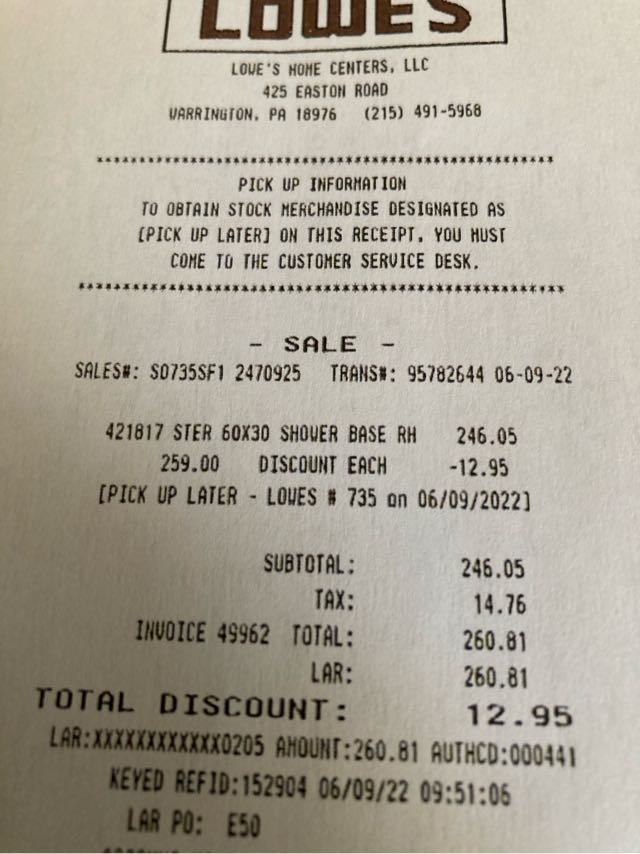 LOWE'S
LOWE'S HOME CENTERS, LLC
425 EASTON ROAD
WARRINGTON, PA 18976 (215) 491-5968
*******************************************************
PICK UP INFORMATION
TO OBTAIN STOCK MERCHANDISE DESIGNATED AS
[PICK UP LATER] ON THIS RECEIPT, YOU MUST
COME TO THE CUSTOMER SERVICE DESK.
*******************************************************
- SALE -
SALES#: S0735SF1 2470925 TRANS#: 95782644 06-09-22
421817 STER 60X30 SHOWER BASE RH 246.05
259.00 DISCOUNT EACH -12.95
[PICK UP LATER - LOWES # 735 on 06/09/2022]
SUBTOTAL: 246.05
TAX: 14.76
INVOICE 49962 TOTAL: 260.81
LAR: 260.81
TOTAL DISCOUNT: 12.95
LAR:XXXXXXXXXXXX0205 AMOUNT:260.81 AUTHCD:000441
KEYED REFID:152904 06/09/22 09:51:06
LAR PO: E50